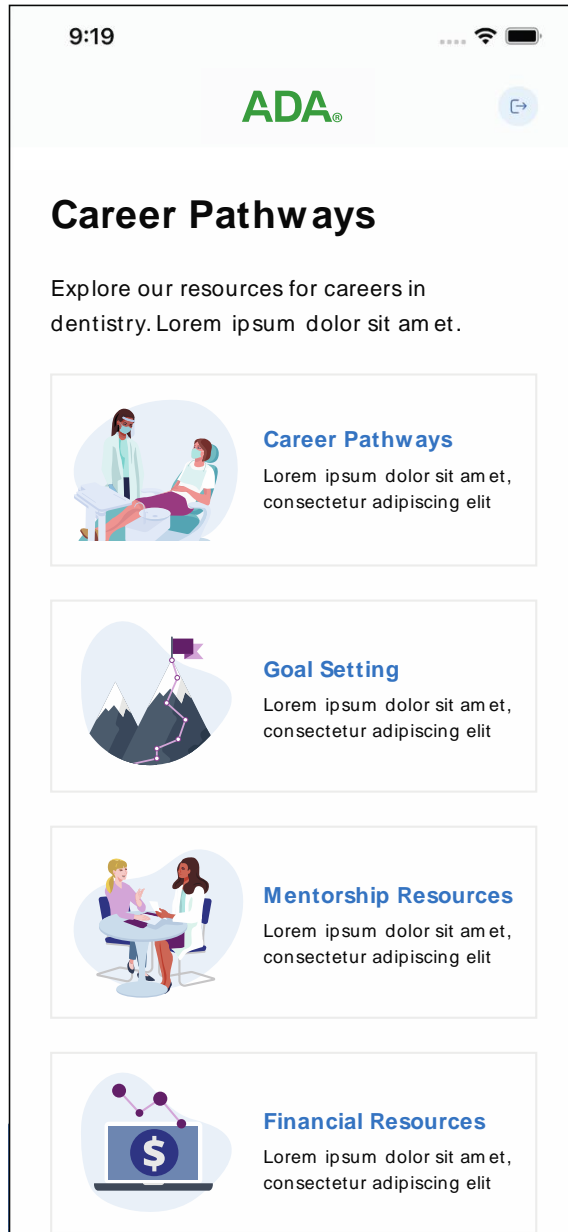 9:19
ADA®
Career Pathways
Explore our resources for careers in
dentistry. Lorem ipsum dolor sit amet.
Career Pathways
Lorem ipsum dolor sit amet,
consectetur adipiscing elit
Goal Setting
Lorem ipsum dolor sit amet,
consectetur adipiscing elit
Mentorship Resources
Lorem ipsum dolor sit amet,
consectetur adipiscing elit
$
Financial Resources
Lorem ipsum dolor sit amet,
consectetur adipiscing elit